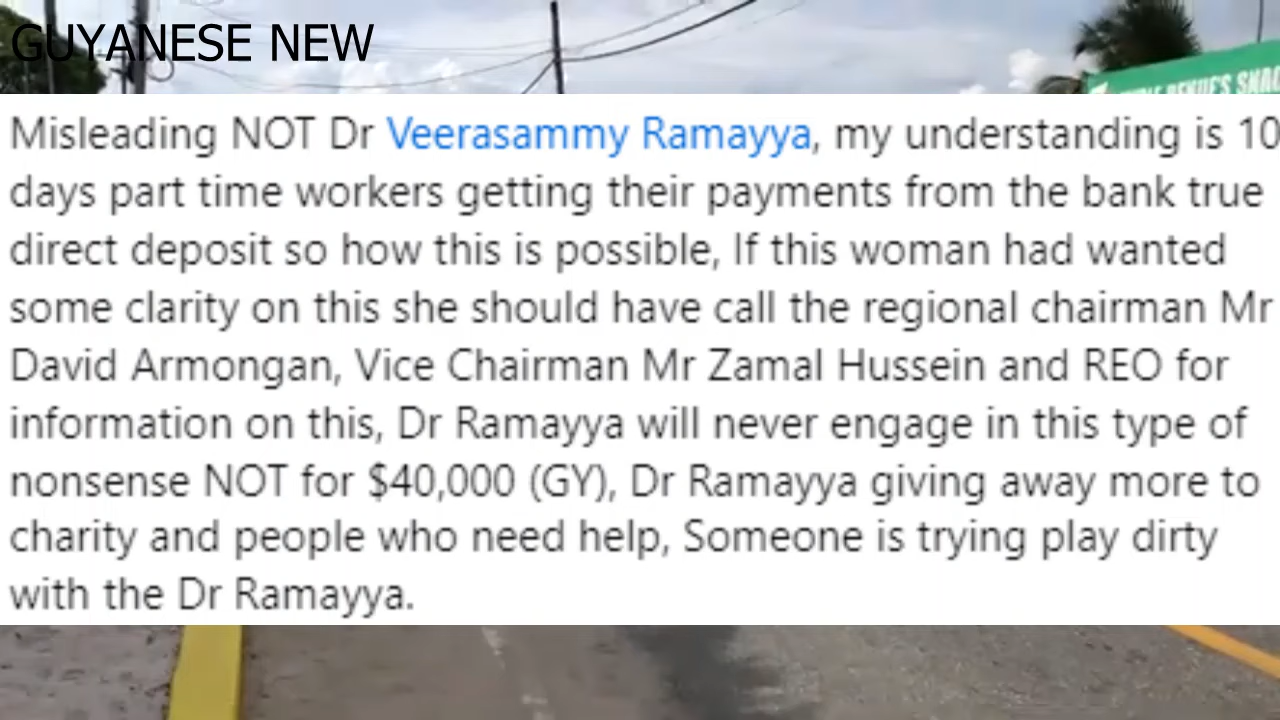 GUYANESE NEW
SNAC
Misleading NOT Dr Veerasammy Ramayya, my understanding is 10
days part time workers getting their payments from the bank true
direct deposit so how this is possible, If this woman had wanted
some clarity on this she should have call the regional chairman Mr
David Armongan, Vice Chairman Mr Zamal Hussein and REO for
information on this, Dr Ramayya will never engage in this type of
nonsense NOT for $40,000 (GY), Dr Ramayya giving away more to
charity and people who need help, Someone is trying play dirty
with the Dr Ramayya.